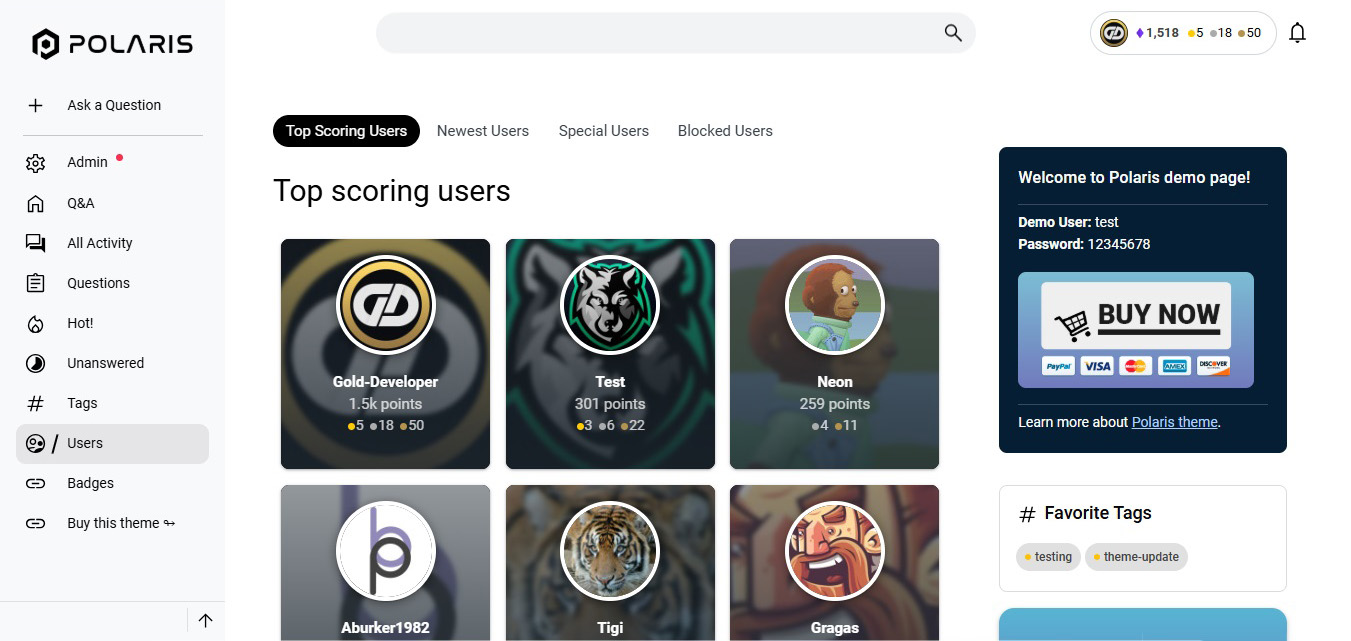 POLARIS
1,518 5 18 50
Ask a Question
Admin
Q&A
All Activity
Questions
Hot!
Unanswered
Tags
Users
Badges
Buy this theme ↬
Top Scoring Users Newest Users Special Users Blocked Users
Top scoring users
Gold-Developer
1.5k points
5 18 50
Test
301 points
3 6 22
Neon
259 points
4 11
Aburker1982
Tigi
Gragas
Welcome to Polaris demo page!
Demo User: test
Password: 12345678
BUY NOW
PayPal VISA MasterCard AMEX DISCOVER
Learn more about Polaris theme.
# Favorite Tags
testing theme-update